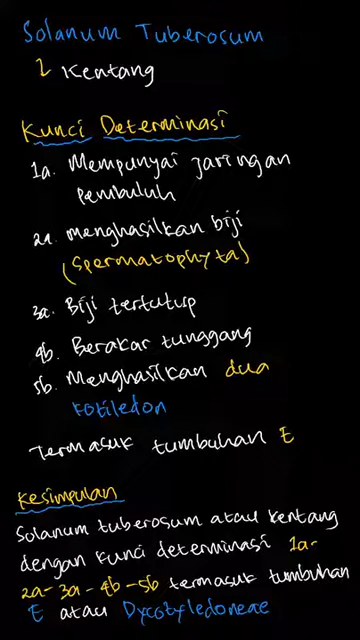 Solanum Tuberosum
↳ Kentang
Kunci Determinasi
1a. Mempunyai jaringan
pembuluh
2a. Menghasilkan biji
(Spermatophyta)
3a. Biji tertutup
4b. Berakar tunggang
5b. Menghasilkan dua
kotiledon
Termasuk tumbuhan E
Kesimpulan
Solanum tuberosum atau kentang
dengan kunci determinasi 1a-
2a-3a-4b-5b termasuk tumbuhan
E atau Dycotyledoneae